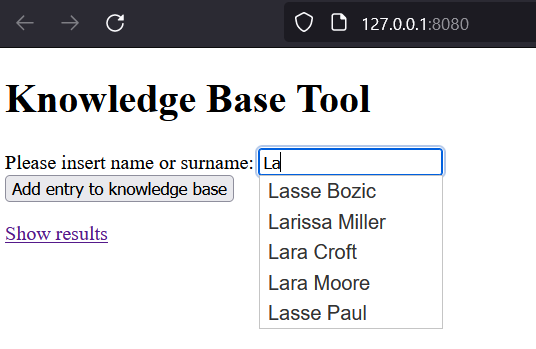 127.0.0.1:8080
Knowledge Base Tool
Please insert name or surname: La
Add entry to knowledge base
Lasse Bozic
Larissa Miller
Lara Croft
Lara Moore
Lasse Paul
Show results